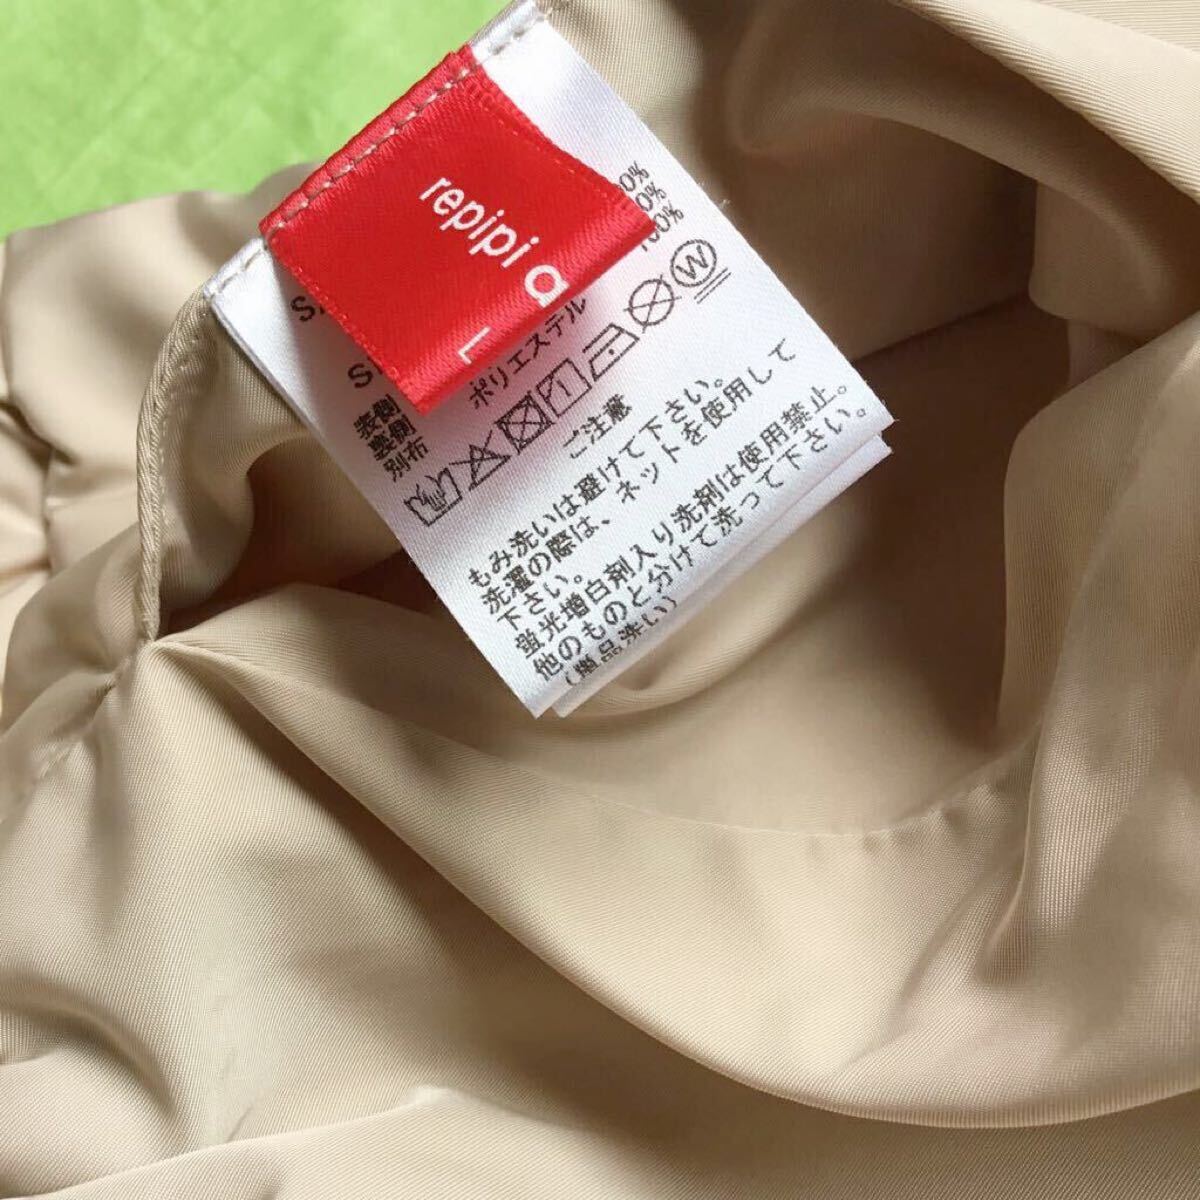 repipi a
L
表側
裏側
別布
ポリエステル
100%
W
ご注意
もみ洗いは避けて下さい。
洗濯の際は、ネットを使用して
下さい。
蛍光増白剤入り洗剤は使用禁止。
他のものと分けて洗って下さい。
(単品洗い)